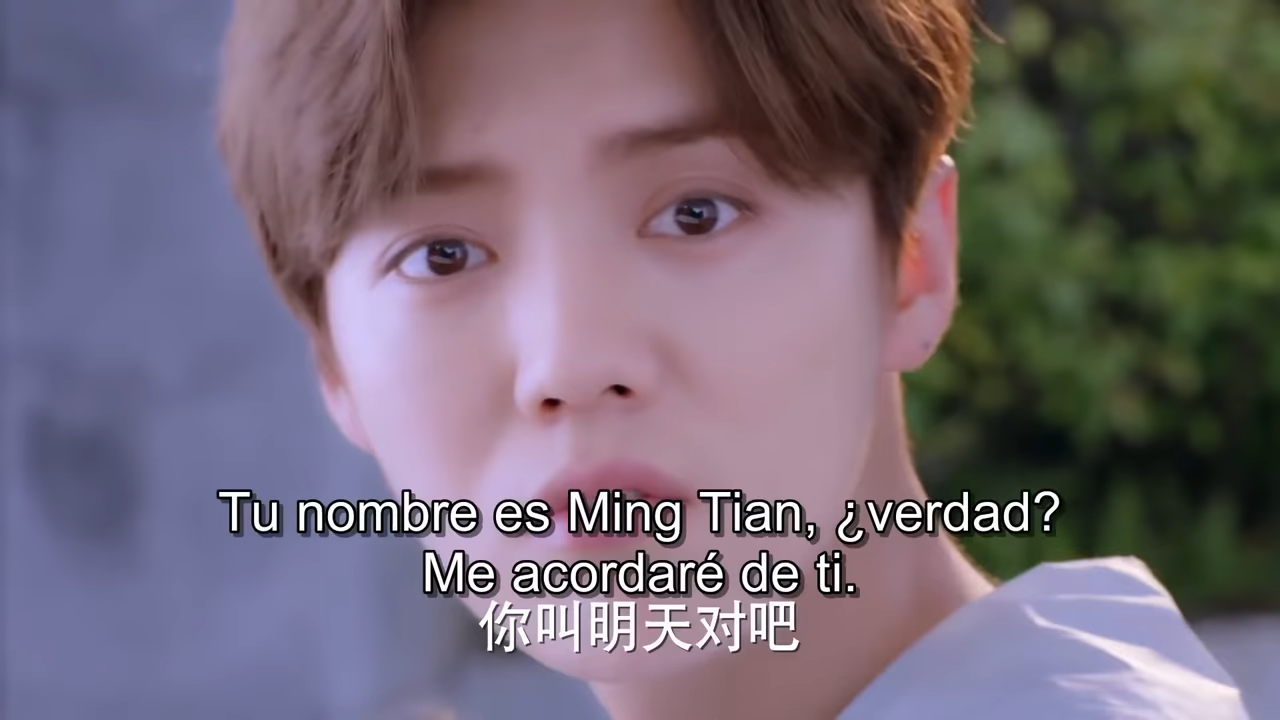 Tu nombre es Ming Tian, ¿verdad?
Me acordaré de ti.
你叫明天对吧